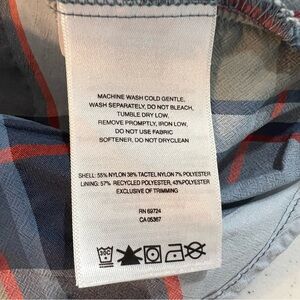 MACHINE WASH COLD GENTLE,
WASH SEPARATELY, DO NOT BLEACH,
TUMBLE DRY LOW,
REMOVE PROMPTLY, IRON LOW,
DO NOT USE FABRIC
SOFTENER, DO NOT DRYCLEAN
SHELL: 55% NYLON 38% TACTEL NYLON 7% POLYESTER
LINING: 57% RECYCLED POLYESTER, 43% POLYESTER
EXCLUSIVE OF TRIMMING
RN 69724
CA 05367